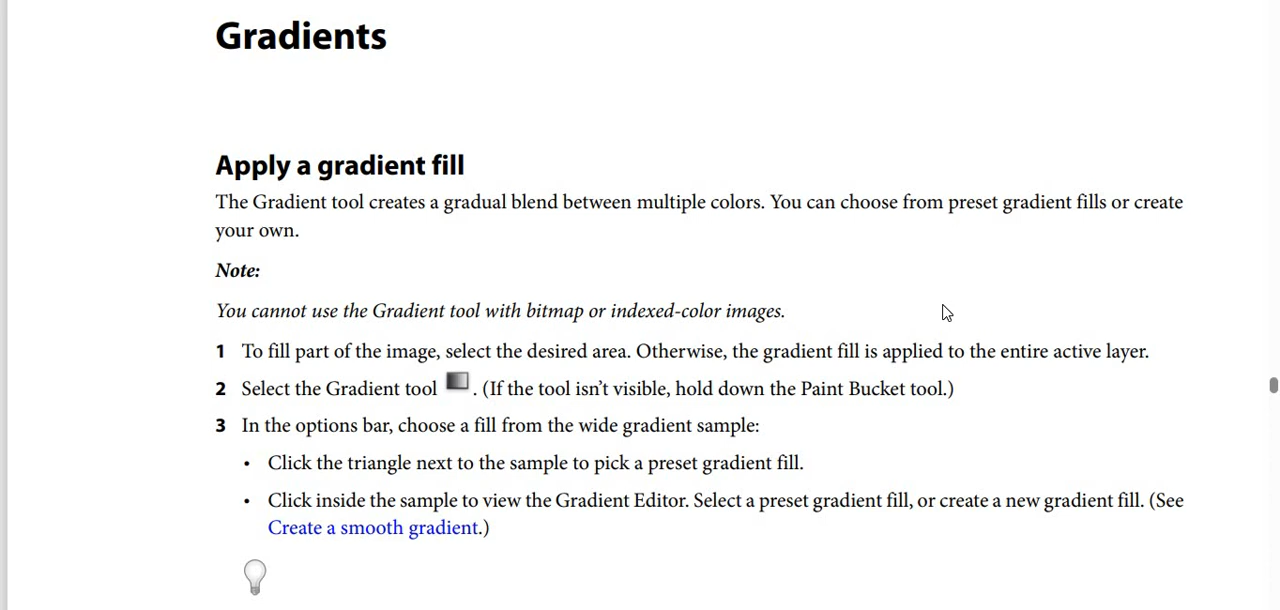 Gradients
Apply a gradient fill
The Gradient tool creates a gradual blend between multiple colors. You can choose from preset gradient fills or create
your own.
Note:
You cannot use the Gradient tool with bitmap or indexed-color images.
1 To fill part of the image, select the desired area. Otherwise, the gradient fill is applied to the entire active layer.
2 Select the Gradient tool . (If the tool isn’t visible, hold down the Paint Bucket tool.)
3 In the options bar, choose a fill from the wide gradient sample:
• Click the triangle next to the sample to pick a preset gradient fill.
• Click inside the sample to view the Gradient Editor. Select a preset gradient fill, or create a new gradient fill. (See
Create a smooth gradient.)